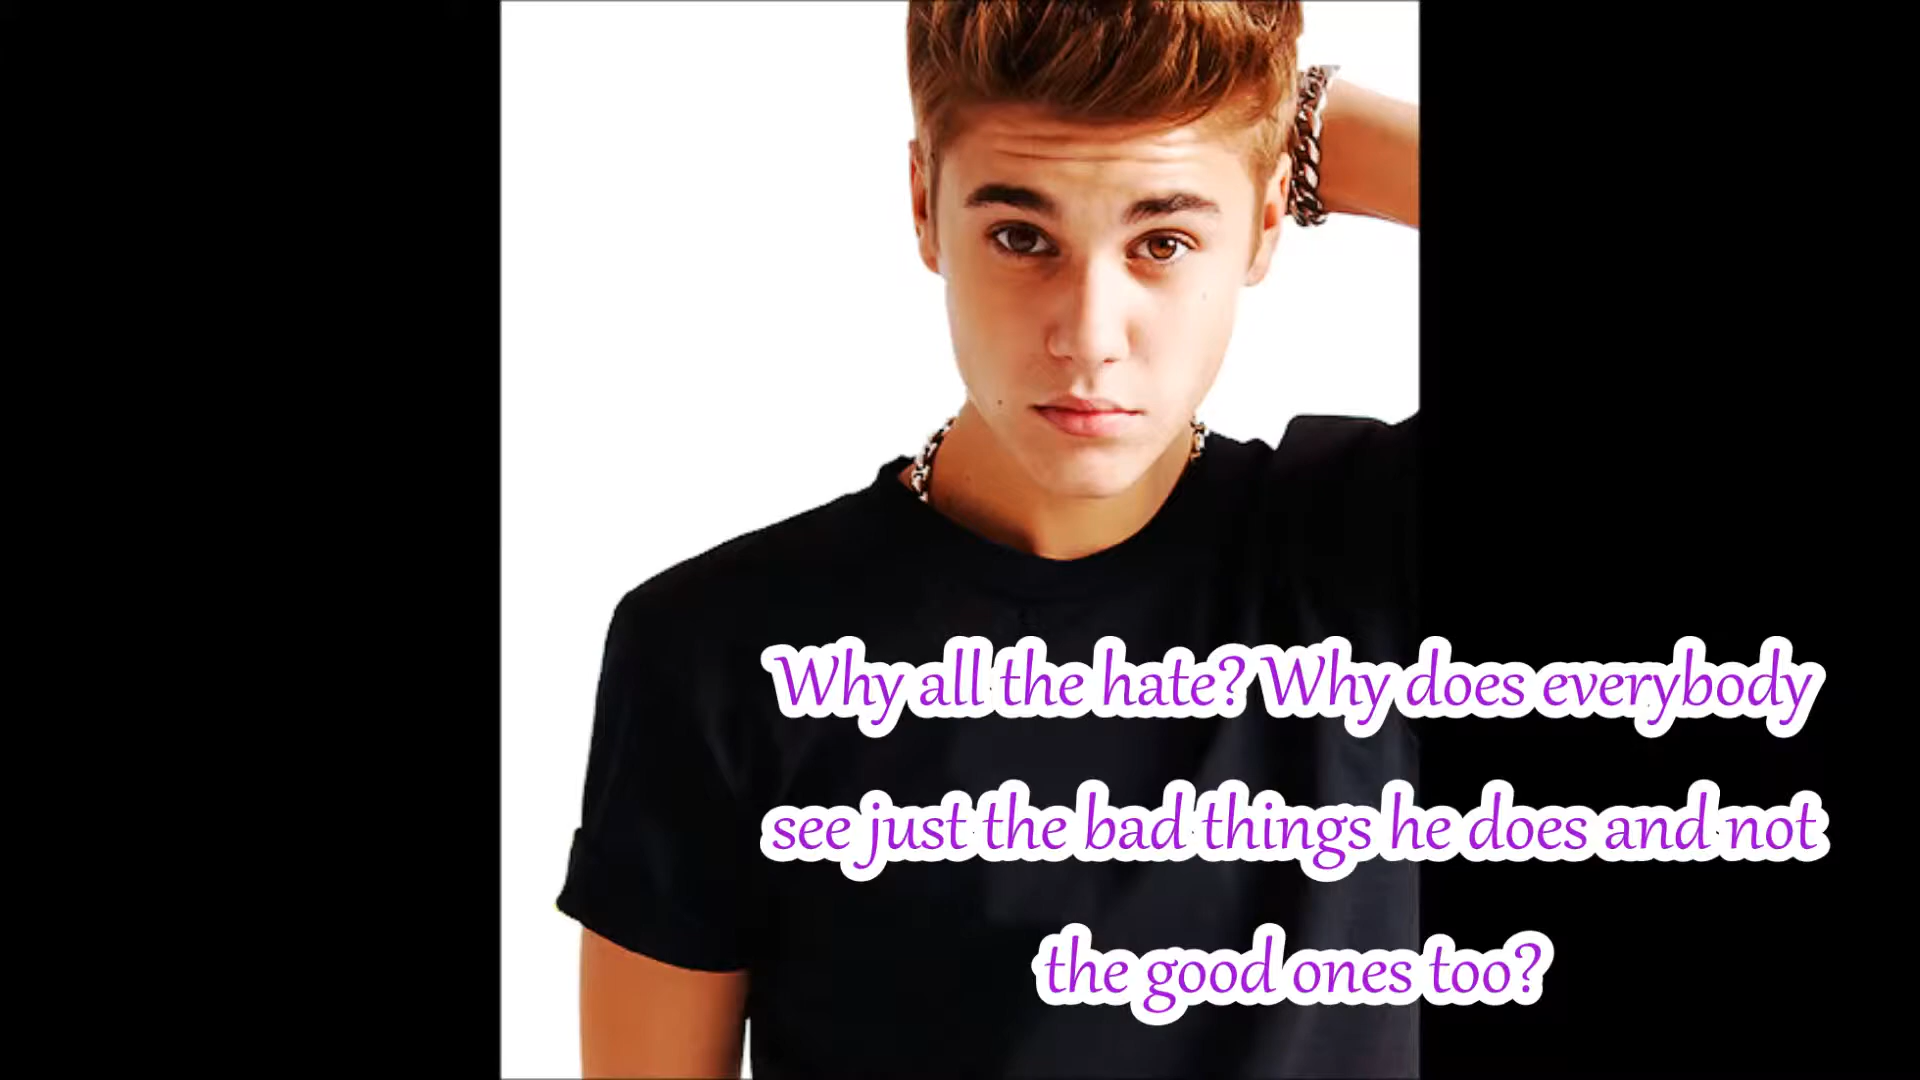 Why all the hate? Why does everybody
see just the bad things he does and not
the good ones too?